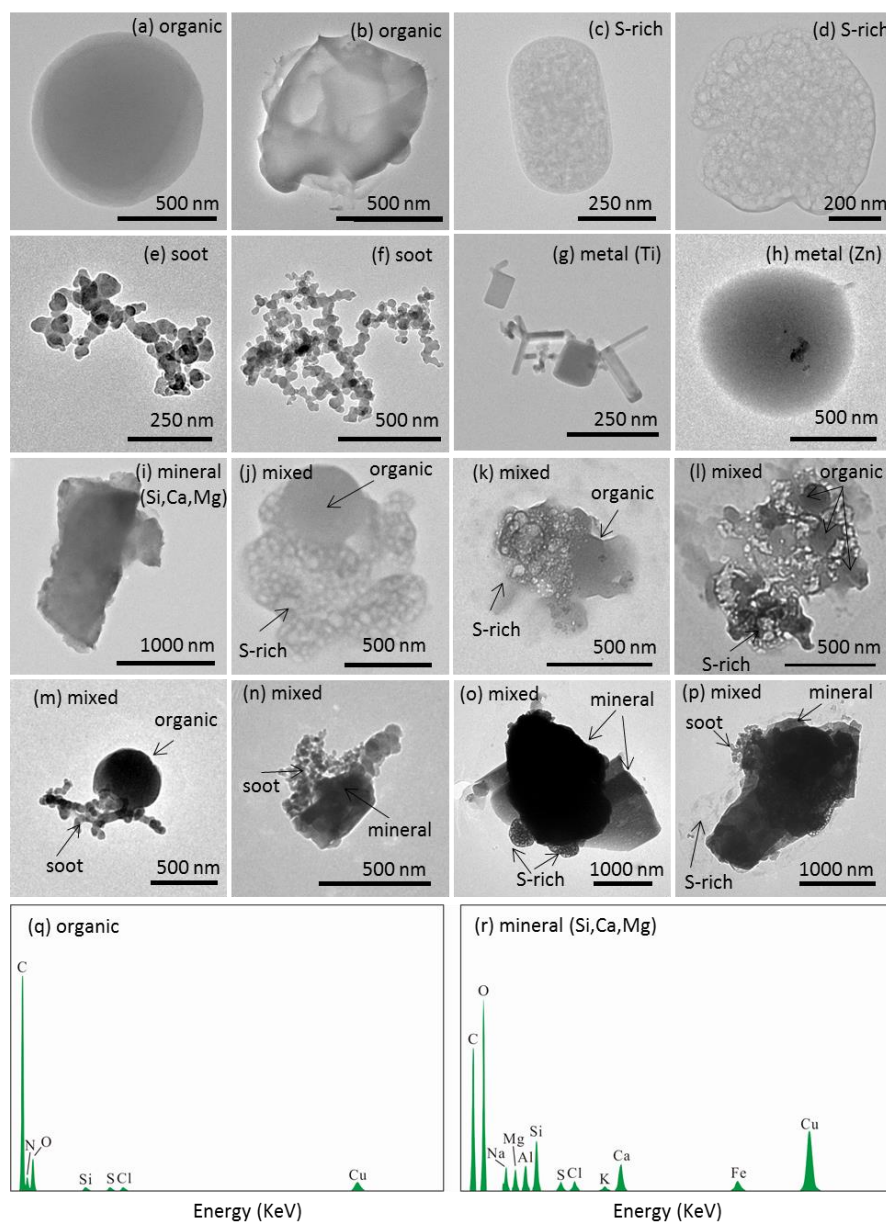 (a) organic
500 nm
(b) organic
500 nm
(c) S-rich
250 nm
(d) S-rich
200 nm
(e) soot
250 nm
(f) soot
500 nm
(g) metal (Ti)
250 nm
(h) metal (Zn)
500 nm
(i) mineral
(Si,Ca,Mg)
1000 nm
(j) mixed
organic
S-rich
500 nm
(k) mixed
organic
S-rich
500 nm
(l) mixed
organic
S-rich
500 nm
(m) mixed
organic
soot
500 nm
(n) mixed
soot
mineral
500 nm
(o) mixed
mineral
S-rich
1000 nm
(p) mixed
mineral
soot
S-rich
1000 nm
(q) organic
C
N
O
Si
S
Cl
Cu
Energy (KeV)
(r) mineral (Si,Ca,Mg)
O
C
Na
Mg
Al
Si
S
Cl
K
Ca
Fe
Cu
Energy (KeV)